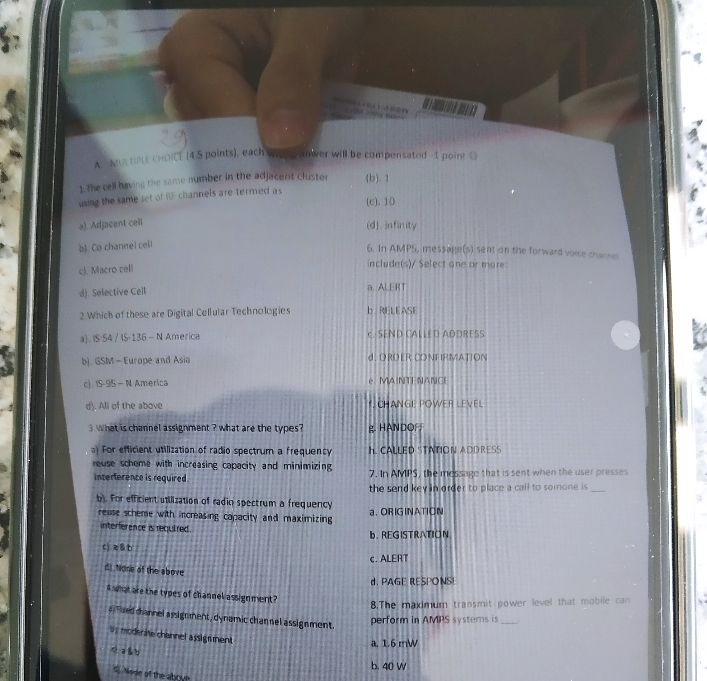 29
A. MULTIPLE CHOICE (4.5 points), each anwer will be compensated -1 point
1.The cell having the same number in the adjacent cluster
using the same set of RF channels are termed as
a). Adjacent cell
b). Co channel cell
c). Macro cell
d). Selective Cell
2.Which of these are Digital Cellular Technologies
a). IS-54 / IS-136 – N America
b). GSM – Europe and Asia
c). IS-95 – N America
d). All of the above
3.What is channel assignment ? what are the types?
a) For efficient utilization of radio spectrum a frequency
reuse scheme with increasing capacity and minimizing
interference is required
b). For efficient utilization of radio spectrum a frequency
reuse scheme with increasing capacity and maximizing
interference is required.
c) a & b
d). None of the above
4.what are the types of channel assignment?
a) Fixed channel assignment, dynamic channel assignment.
b) moderate channel assignment
c). a & b
d). None of the above
(b). 1
(c). 10
(d). infinity
6. In AMPS, message(s) sent on the forward voice channel
include(s)/ Select one or more:
a. ALERT
b. RELEASE
c. SEND CALLED ADDRESS
d. ORDER CONFIRMATION
e. MAINTENANCE
f. CHANGE POWER LEVEL
g. HANDOFF
h. CALLED STATION ADDRESS
7. In AMPS, the message that is sent when the user presses
the send key in order to place a call to somone is ____
a. ORIGINATION
b. REGISTRATION
c. ALERT
d. PAGE RESPONSE
8.The maximum transmit power level that mobile can
perform in AMPS systems is ____
a. 1.6 mW
b. 40 W